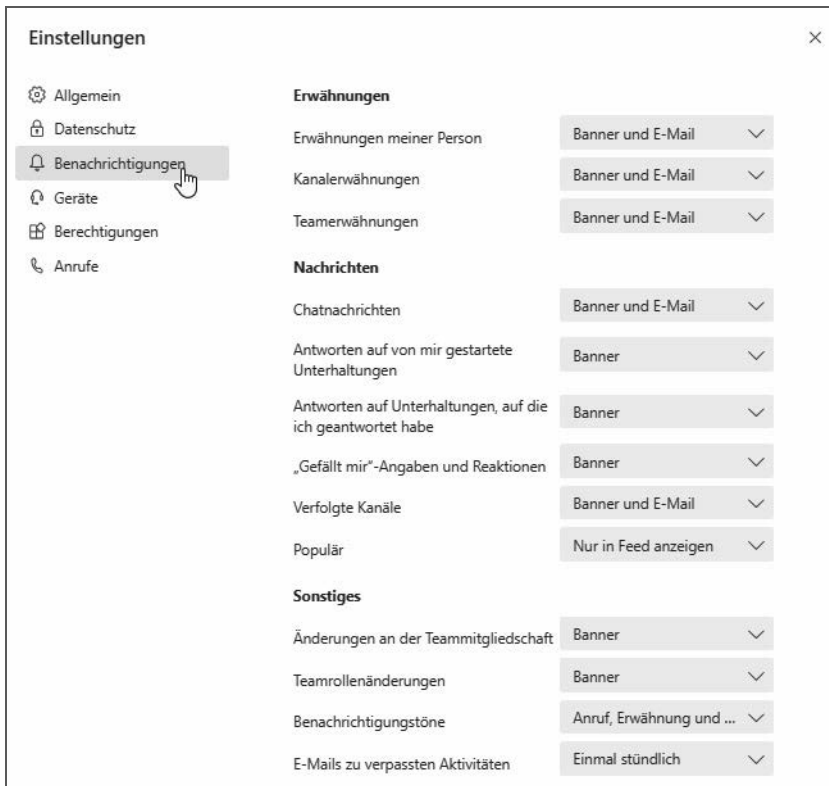 Einstellungen
Allgemein
Datenschutz
Benachrichtigungen
Geräte
Berechtigungen
Anrufe
Erwähnungen
Erwähnungen meiner Person Banner und E-Mail
Kanalerwähnungen Banner und E-Mail
Teamerwähnungen Banner und E-Mail
Nachrichten
Chatnachrichten Banner und E-Mail
Antworten auf von mir gestartete
Unterhaltungen Banner
Antworten auf Unterhaltungen, auf die
ich geantwortet habe Banner
„Gefällt mir“-Angaben und Reaktionen Banner
Verfolgte Kanäle Banner und E-Mail
Populär Nur in Feed anzeigen
Sonstiges
Änderungen an der Teammitgliedschaft Banner
Teamrollenänderungen Banner
Benachrichtigungstöne Anruf, Erwähnung und ...
E-Mails zu verpassten Aktivitäten Einmal stündlich